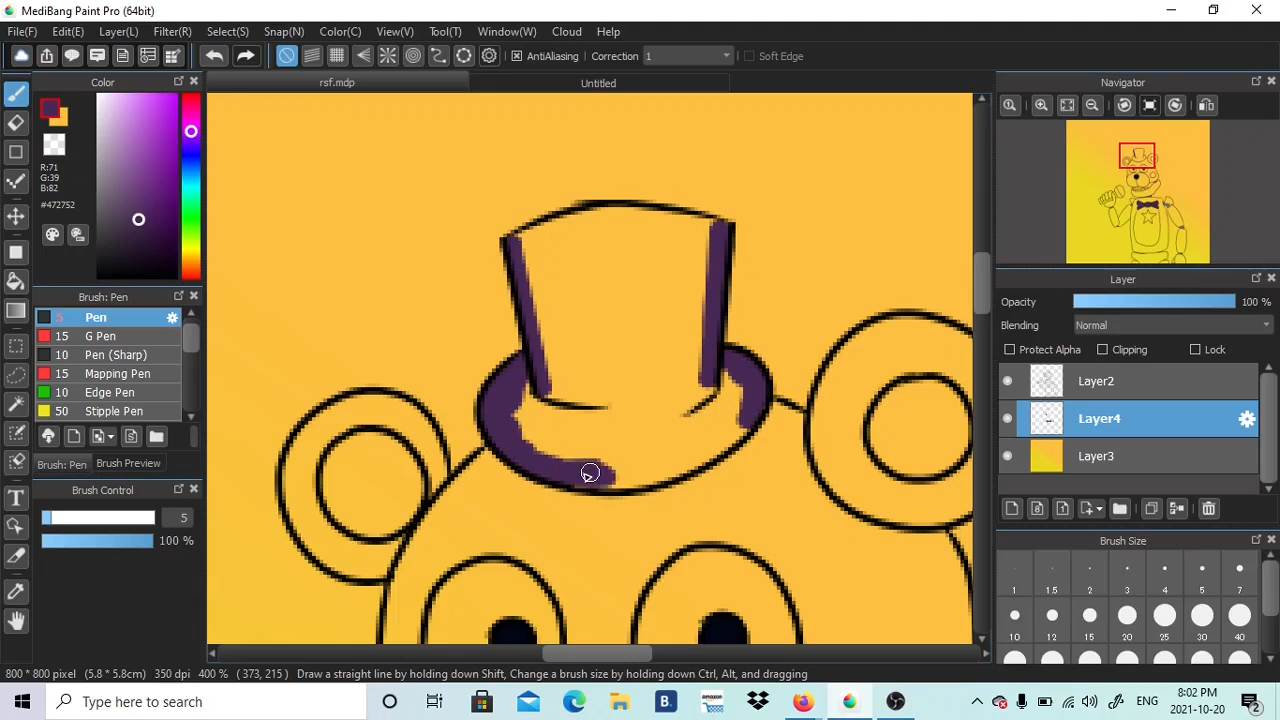 MediBang Paint Pro (64bit)
File(F) Edit(E) Layer(L) Filter(R) Select(S) Snap(N) Color(C) View(V) Tool(T) Window(W) Cloud Help
AntiAliasing Correction 1 Soft Edge
Color
rsf.mdp Untitled
Navigator
R:71
G:39
B:82
#472752
Brush: Pen
5 Pen
15 G Pen
10 Pen (Sharp)
15 Mapping Pen
10 Edge Pen
50 Stipple Pen
Brush: Pen Brush Preview
Brush Control
5
100 %
Layer
Opacity 100 %
Blending Normal
Protect Alpha Clipping Lock
Layer2
Layer4
Layer3
Brush Size
1 1.5 2 3 4 5 7
10 12 15 20 25 30 40
800 * 800 pixel (5.8 * 5.8cm) 350 dpi 400 % ( 373, 215) Draw a straight line by holding down Shift, Change a brush size by holding down Ctrl, Alt, and dragging
Type here to search
8:02 PM
2021-10-20
2